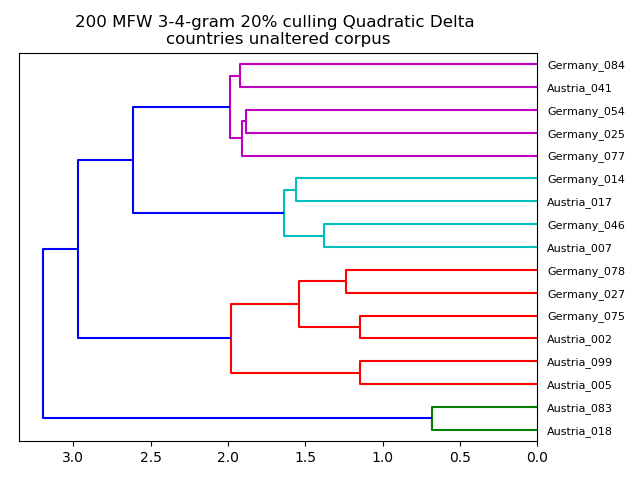 200 MFW 3-4-gram 20% culling Quadratic Delta
countries unaltered corpus
Germany_084
Austria_041
Germany_054
Germany_025
Germany_077
Germany_014
Austria_017
Germany_046
Austria_007
Germany_078
Germany_027
Germany_075
Austria_002
Austria_099
Austria_005
Austria_083
Austria_018
3.0 2.5 2.0 1.5 1.0 0.5 0.0